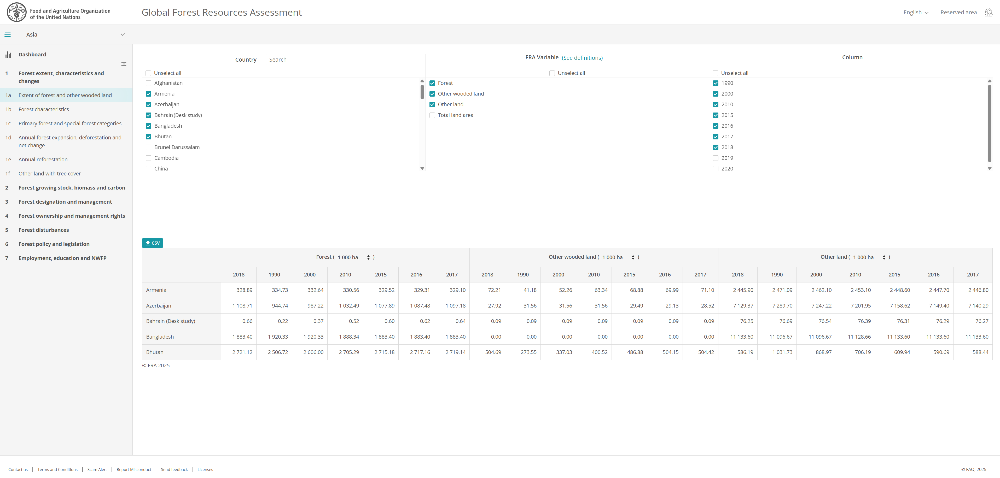 FAO
FIAT PANIS
Food and Agriculture Organization
of the United Nations
Global Forest Resources Assessment
English
Reserved area
Asia
Dashboard
1 Forest extent, characteristics and
changes
1a Extent of forest and other wooded land
1b Forest characteristics
1c Primary forest and special forest categories
1d Annual forest expansion, deforestation and
net change
1e Annual reforestation
1f Other land with tree cover
2 Forest growing stock, biomass and carbon
3 Forest designation and management
4 Forest ownership and management rights
5 Forest disturbances
6 Forest policy and legislation
7 Employment, education and NWFP
Country Search
Unselect all
Afghanistan
Armenia
Azerbaijan
Bahrain (Desk study)
Bangladesh
Bhutan
Brunei Darussalam
Cambodia
China
FRA Variable (See definitions)
Unselect all
Forest
Other wooded land
Other land
Total land area
Column
Unselect all
1990
2000
2010
2015
2016
2017
2018
2019
2020
CSV
Forest ( 1 000 ha ) Other wooded land ( 1 000 ha ) Other land ( 1 000 ha )
2018 1990 2000 2010 2015 2016 2017 2018 1990 2000 2010 2015 2016 2017 2018 1990 2000 2010 2015 2016 2017
Armenia 328.89 334.73 332.64 330.56 329.52 329.31 329.10 72.21 41.18 52.26 63.34 68.88 69.99 71.10 2 445.90 2 471.09 2 462.10 2 453.10 2 448.60 2 447.70 2 446.80
Azerbaijan 1 108.71 944.74 987.22 1 032.49 1 077.89 1 087.48 1 097.18 27.92 31.56 31.56 31.56 29.49 29.13 28.52 7 129.37 7 289.70 7 247.22 7 201.95 7 158.62 7 149.40 7 140.29
Bahrain (Desk study) 0.66 0.22 0.37 0.52 0.60 0.62 0.64 0.09 0.09 0.09 0.09 0.09 0.09 0.09 76.25 76.69 76.54 76.39 76.31 76.29 76.27
Bangladesh 1 883.40 1 920.33 1 920.33 1 888.34 1 883.40 1 883.40 1 883.40 0.00 0.00 0.00 0.00 0.00 0.00 0.00 11 133.60 11 096.67 11 096.67 11 128.66 11 133.60 11 133.60 11 133.60
Bhutan 2 721.12 2 506.72 2 606.00 2 705.29 2 715.18 2 717.16 2 719.14 504.69 273.55 337.03 400.52 486.88 504.15 504.42 586.19 1 031.73 868.97 706.19 609.94 590.69 588.44
© FRA 2025
Contact us Terms and Conditions Scam Alert Report Misconduct Send feedback Licenses
© FAO, 2025